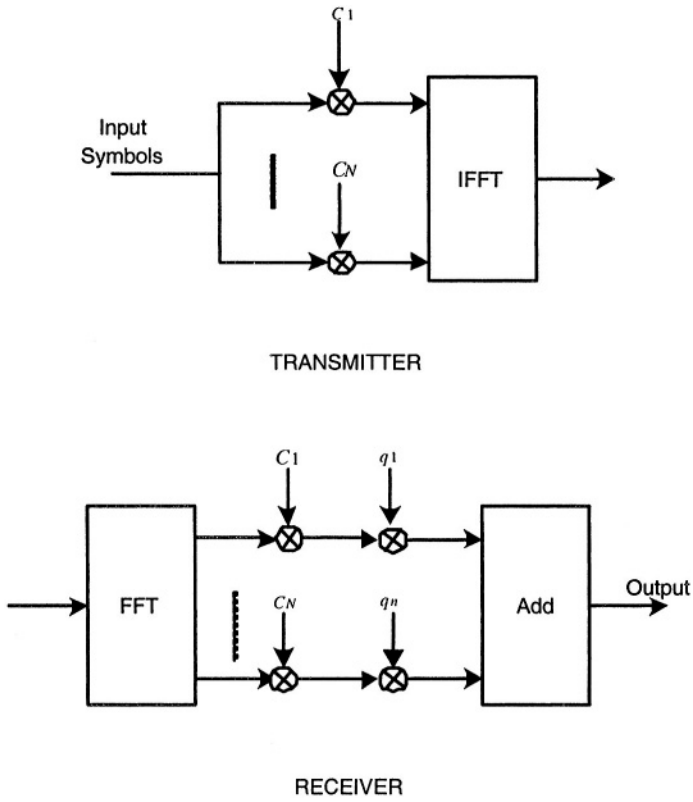 C1
Input
Symbols
CN
IFFT
TRANSMITTER
C1
q1
FFT
CN
qn
Add
Output
RECEIVER